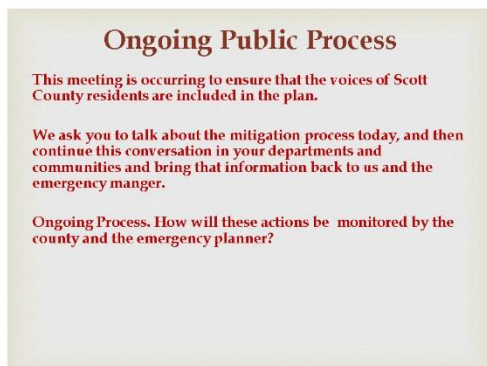 Ongoing Public Process
This meeting is occurring to ensure that the voices of Scott
County residents are included in the plan.
We ask you to talk about the mitigation process today, and then
continue this conversation in your departments and
communities and bring that information back to us and the
emergency manger.
Ongoing Process. How will these actions be monitored by the
county and the emergency planner?